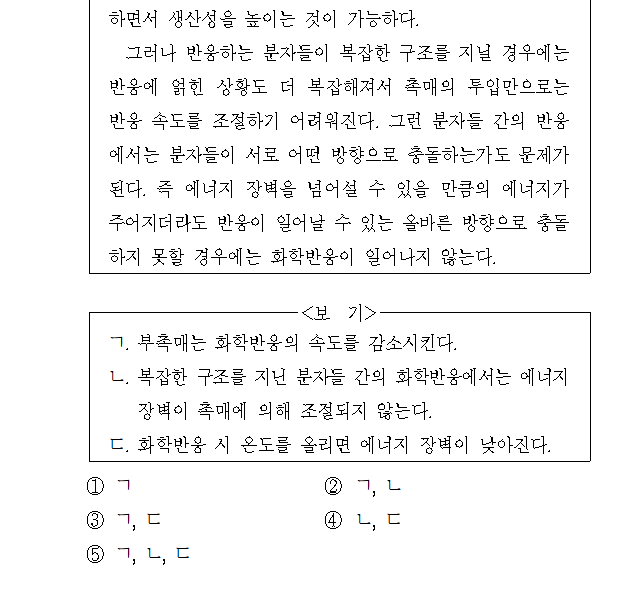 하면서 생산성을 높이는 것이 가능하다.
그러나 반응하는 분자들이 복잡한 구조를 지닐 경우에는
반응에 얽힌 상황도 더 복잡해져서 촉매의 투입만으로는
반응 속도를 조절하기 어려워진다. 그런 분자들 간의 반응
에서는 분자들이 서로 어떤 방향으로 충돌하는가도 문제가
된다. 즉 에너지 장벽을 넘어설 수 있을 만큼의 에너지가
주어지더라도 반응이 일어날 수 있는 올바른 방향으로 충돌
하지 못할 경우에는 화학반응이 일어나지 않는다.
<보 기>
ㄱ. 부촉매는 화학반응의 속도를 감소시킨다.
ㄴ. 복잡한 구조를 지닌 분자들 간의 화학반응에서는 에너지
장벽이 촉매에 의해 조절되지 않는다.
ㄷ. 화학반응 시 온도를 올리면 에너지 장벽이 낮아진다.
① ㄱ ② ㄱ, ㄴ
③ ㄱ, ㄷ ④ ㄴ, ㄷ
⑤ ㄱ, ㄴ, ㄷ